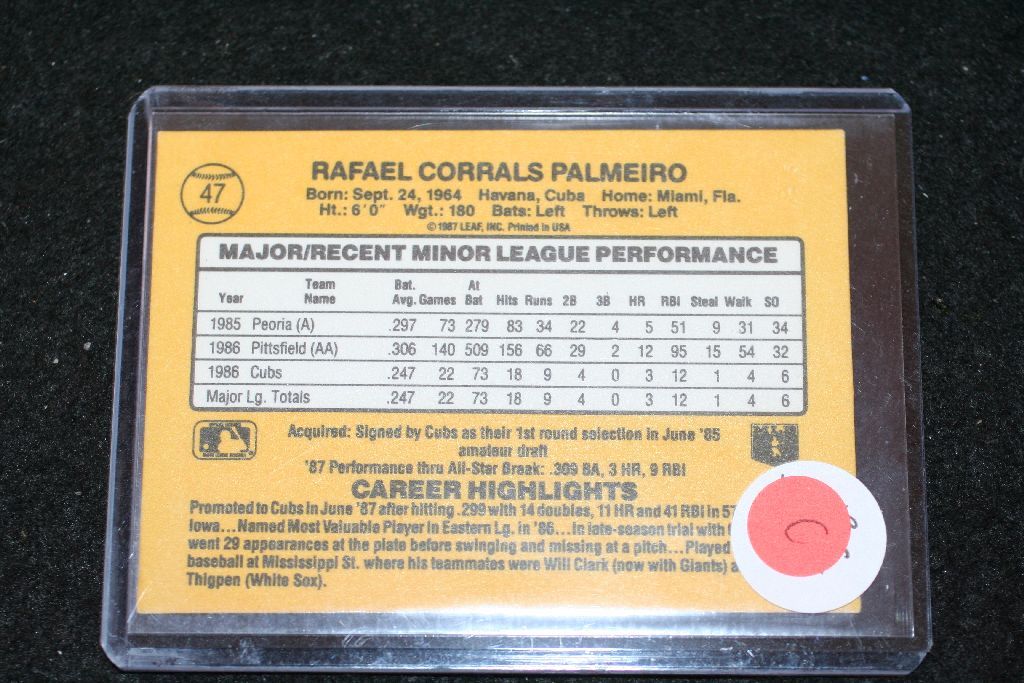 47
RAFAEL CORRALS PALMEIRO
Born: Sept. 24, 1964 Havana, Cuba Home: Miami, Fla.
Ht.: 6'0" Wgt.: 180 Bats: Left Throws: Left
©1987 LEAF, INC. Printed in USA
MAJOR/RECENT MINOR LEAGUE PERFORMANCE
Year Team Name Bat. Avg. Games At Bat Hits Runs 2B 3B HR RBI Steal Walk SO
1985 Peoria (A) .297 73 279 83 34 22 4 5 51 9 31 34
1986 Pittsfield (AA) .306 140 509 156 66 29 2 12 95 15 54 32
1986 Cubs .247 22 73 18 9 4 0 3 12 1 4 6
Major Lg. Totals .247 22 73 18 9 4 0 3 12 1 4 6
Acquired: Signed by Cubs as their 1st round selection in June '85
amateur draft
'87 Performance thru All-Star Break: .309 BA, 3 HR, 9 RBI
CAREER HIGHLIGHTS
Promoted to Cubs in June '87 after hitting .299 with 14 doubles, 11 HR and 41 RBI in 57
Iowa...Named Most Valuable Player in Eastern Lg. in '86...In late-season trial with
went 29 appearances at the plate before swinging and missing at a pitch...Played
baseball at Mississippi St. where his teammates were Will Clark (now with Giants)
Thigpen (White Sox).